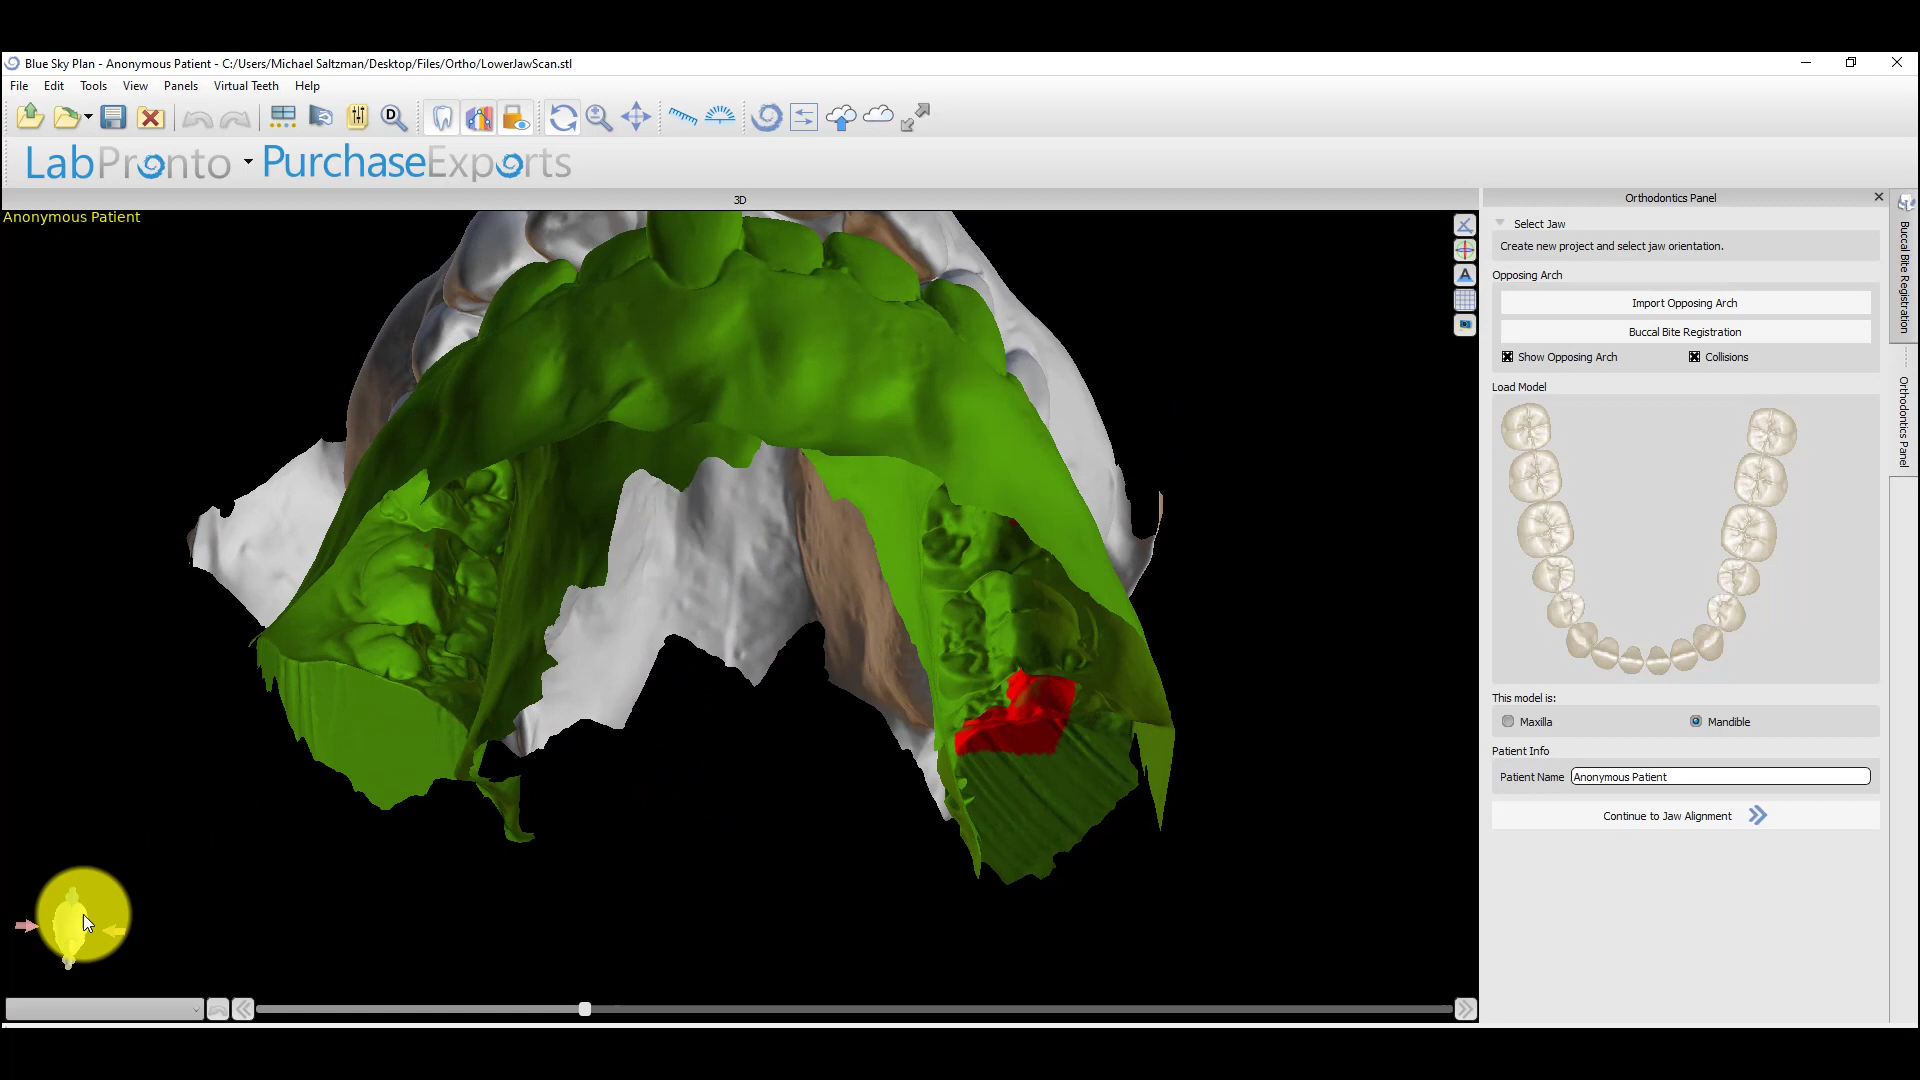 Blue Sky Plan - Anonymous Patient - C:/Users/Michael Saltzman/Desktop/Files/Ortho/LowerJawScan.stl
File Edit Tools View Panels Virtual Teeth Help
D
LabPronto PurchaseExports
3D
Anonymous Patient
Orthodontics Panel
Select Jaw
Create new project and select jaw orientation.
Opposing Arch
Import Opposing Arch
Buccal Bite Registration
Show Opposing Arch Collisions
Load Model
This model is:
Maxilla Mandible
Patient Info
Patient Name Anonymous Patient
Continue to Jaw Alignment
Buccal Bite Registration
Orthodontics Panel